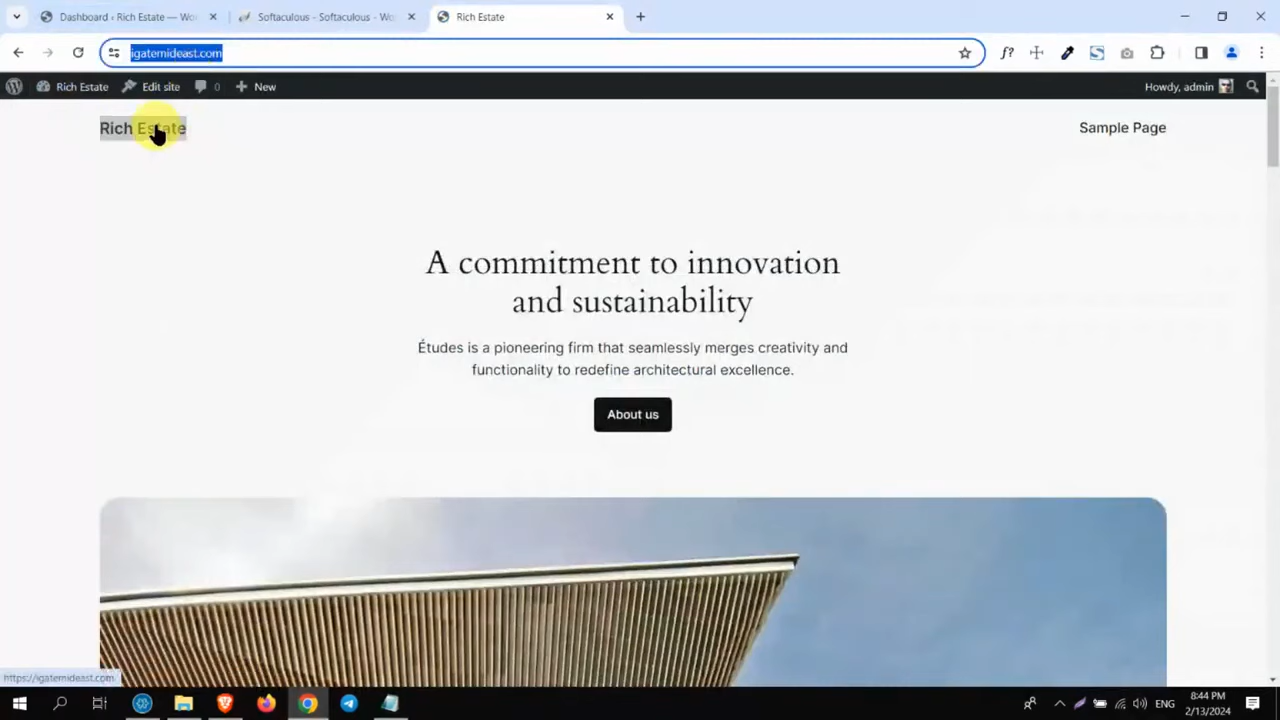 Dashboard ‹ Rich Estate — Wor
Softaculous - Softaculous - Wo
Rich Estate
igatemideast.com
f?
Rich Estate
Edit site
0
New
Howdy, admin
Rich Estate
Sample Page
A commitment to innovation
and sustainability
Études is a pioneering firm that seamlessly merges creativity and
functionality to redefine architectural excellence.
About us
https://igatemideast.com
ENG
8:44 PM
2/13/2024